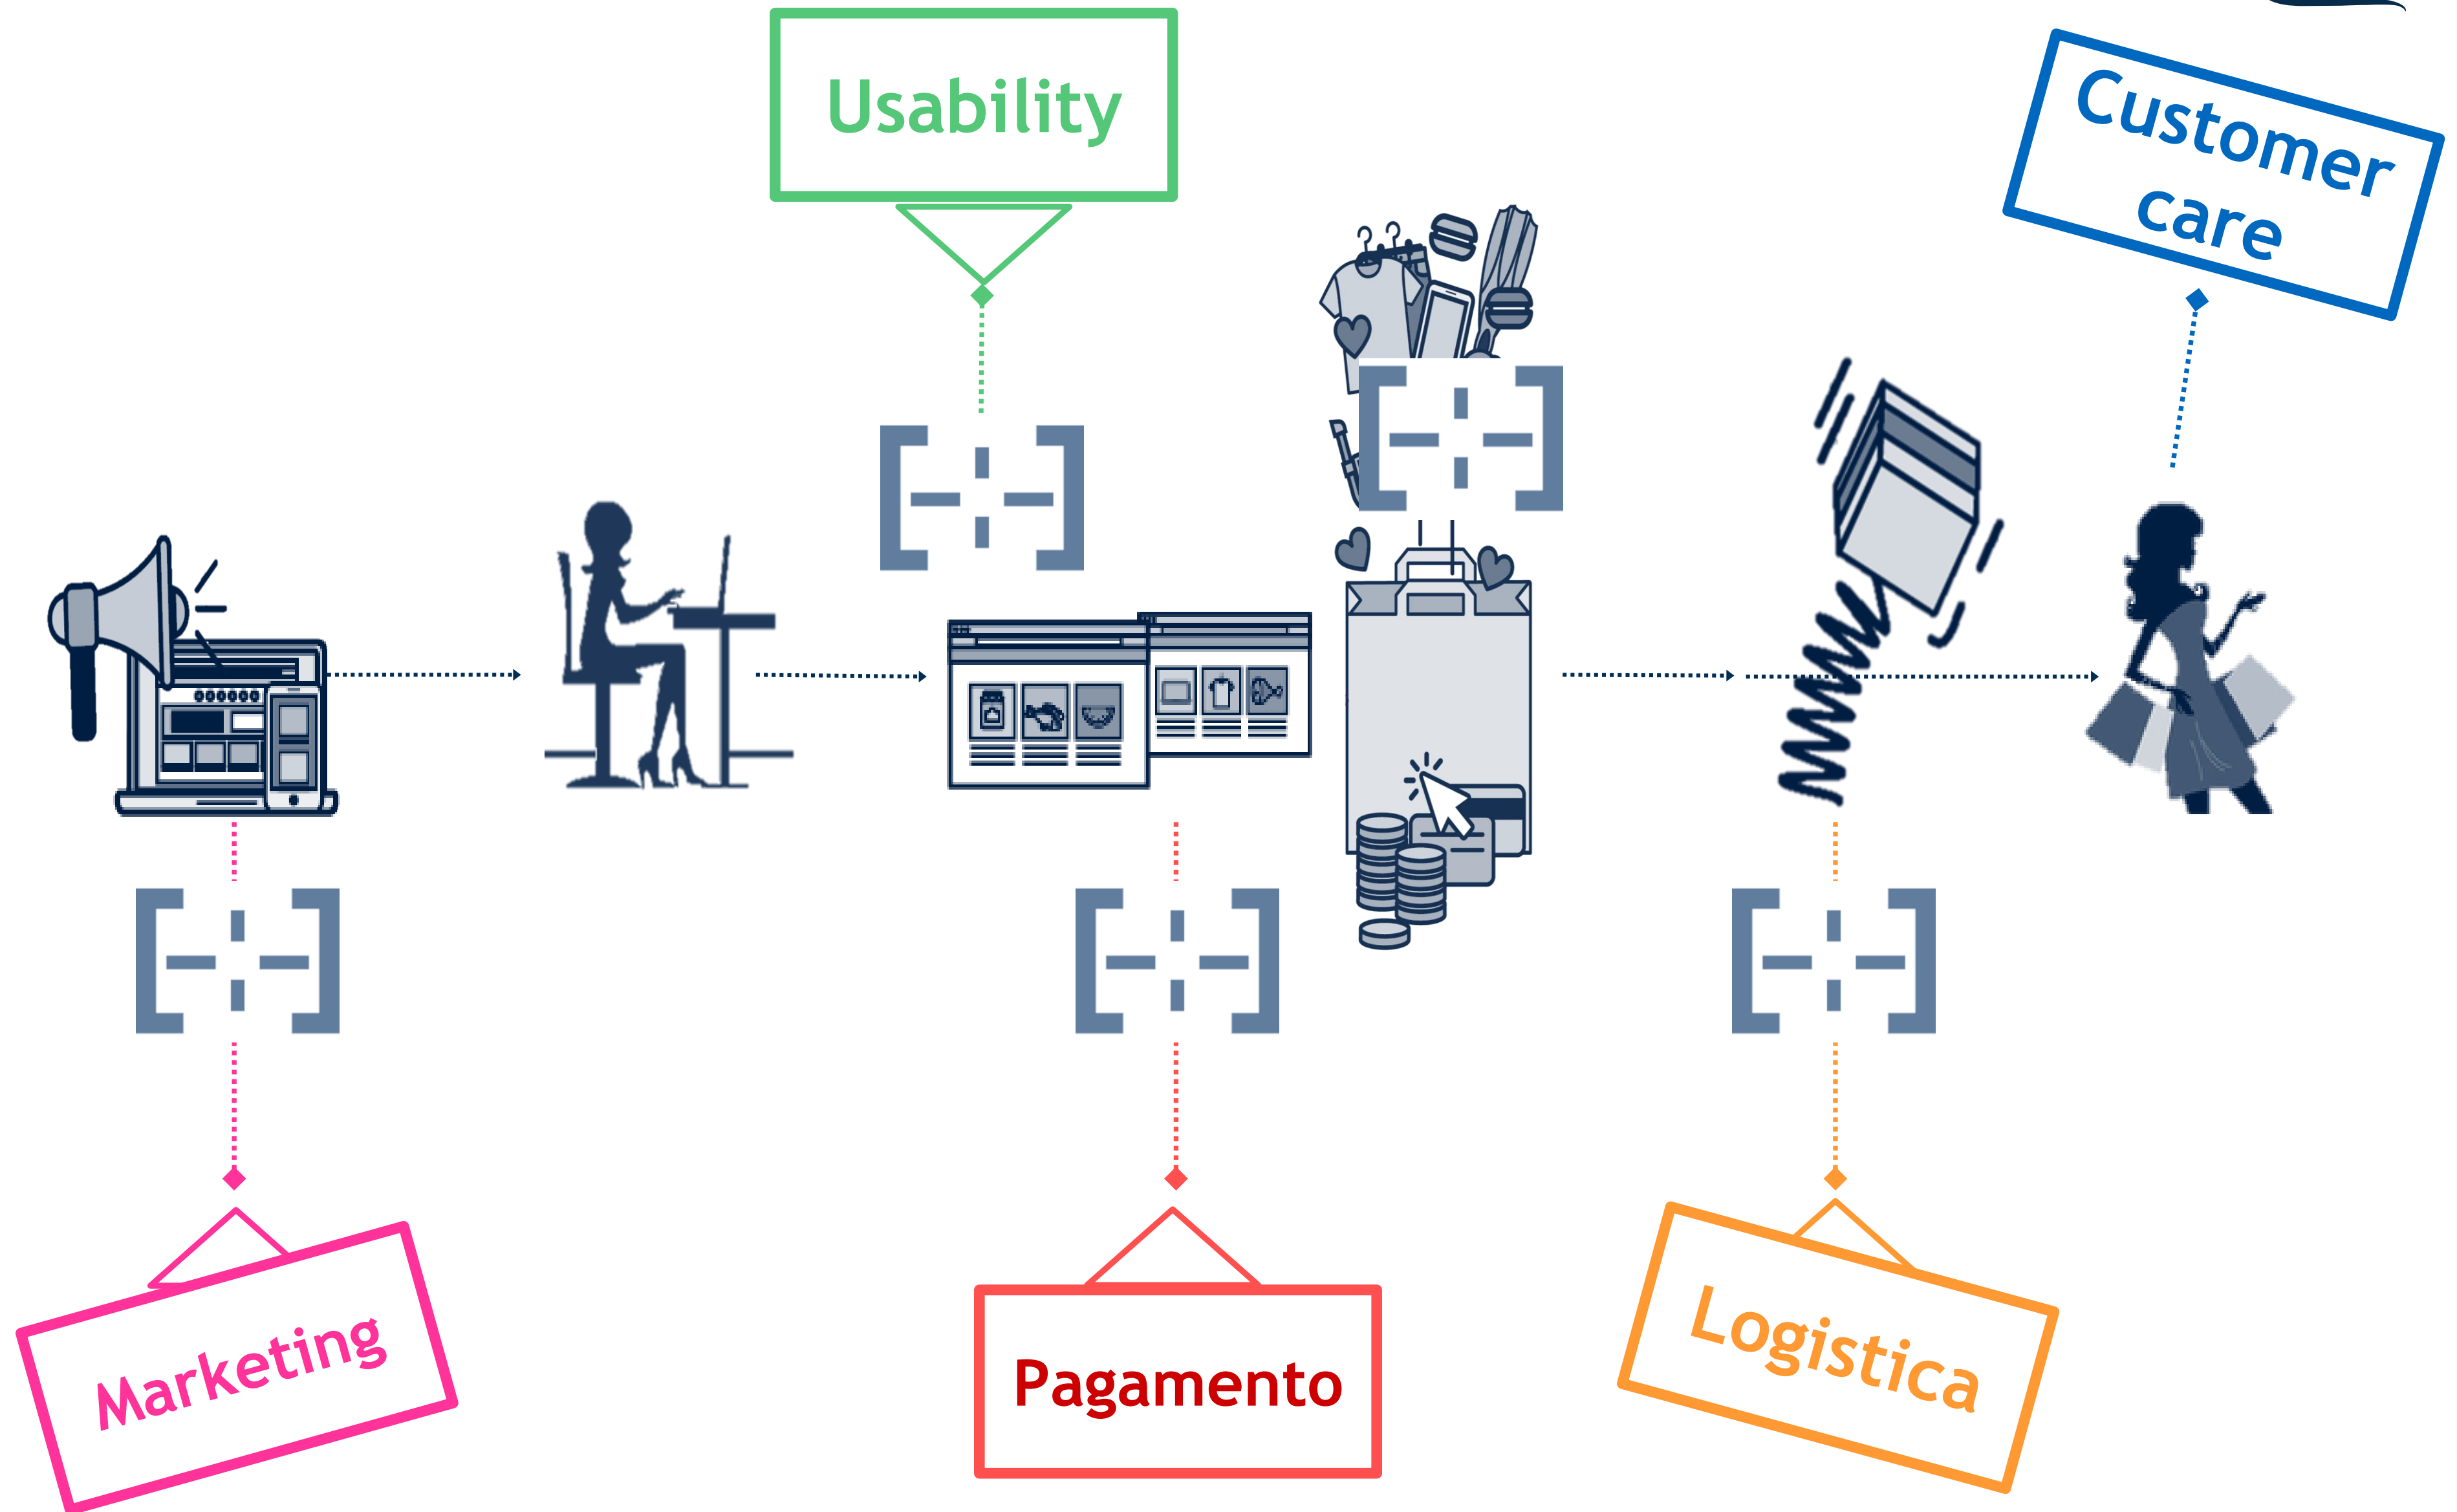 Usability
Customer
care
Marketing
Pagamento
Logistica